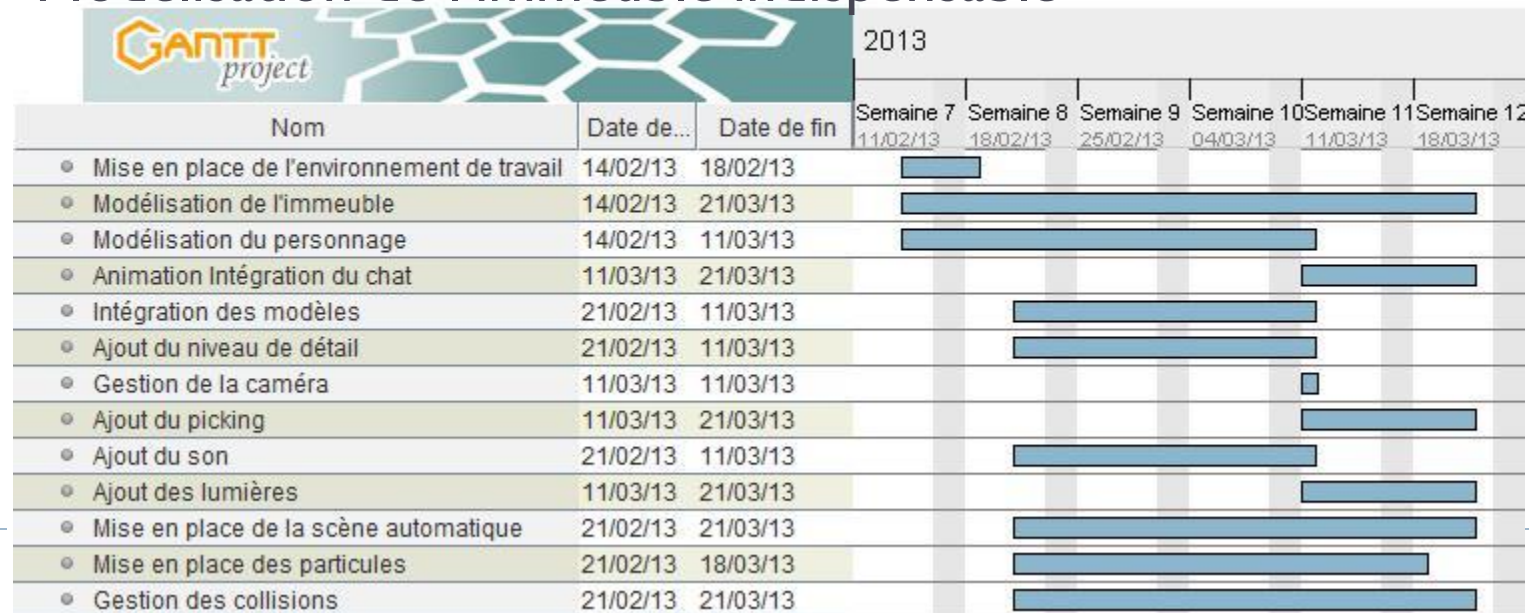 Modélisation de l'immeuble indispensable
GANTT
project
2013
Nom Date de... Date de fin
Semaine 7 Semaine 8 Semaine 9 Semaine 10 Semaine 11 Semaine 12
11/02/13 18/02/13 25/02/13 04/03/13 11/03/13 18/03/13
Mise en place de l'environnement de travail 14/02/13 18/02/13
Modélisation de l'immeuble 14/02/13 21/03/13
Modélisation du personnage 14/02/13 11/03/13
Animation Intégration du chat 11/03/13 21/03/13
Intégration des modèles 21/02/13 11/03/13
Ajout du niveau de détail 21/02/13 11/03/13
Gestion de la caméra 11/03/13 11/03/13
Ajout du picking 11/03/13 21/03/13
Ajout du son 21/02/13 11/03/13
Ajout des lumières 11/03/13 21/03/13
Mise en place de la scène automatique 21/02/13 21/03/13
Mise en place des particules 21/02/13 18/03/13
Gestion des collisions 21/02/13 21/03/13